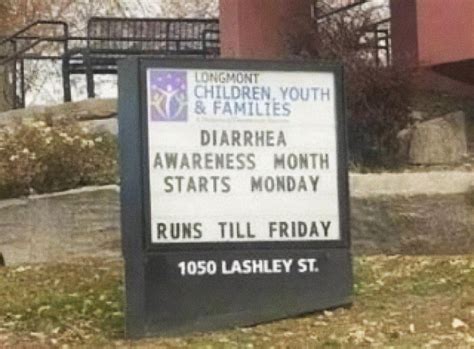 LONGMONT
CHILDREN, YOUTH
& FAMILIES
DIARRHEA
AWARENESS MONTH
STARTS MONDAY
RUNS TILL FRIDAY
1050 LASHLEY ST.